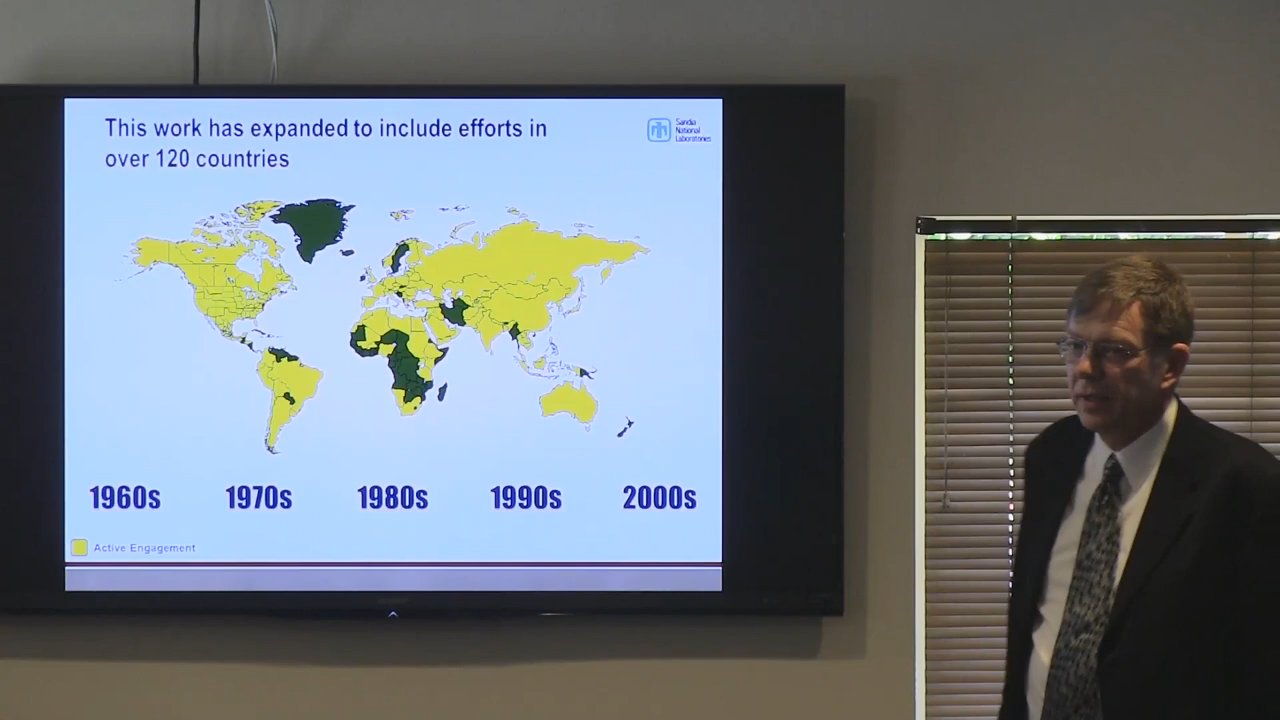 This work has expanded to include efforts in
over 120 countries
Sandia
National
Laboratories
1960s 1970s 1980s 1990s 2000s
Active Engagement